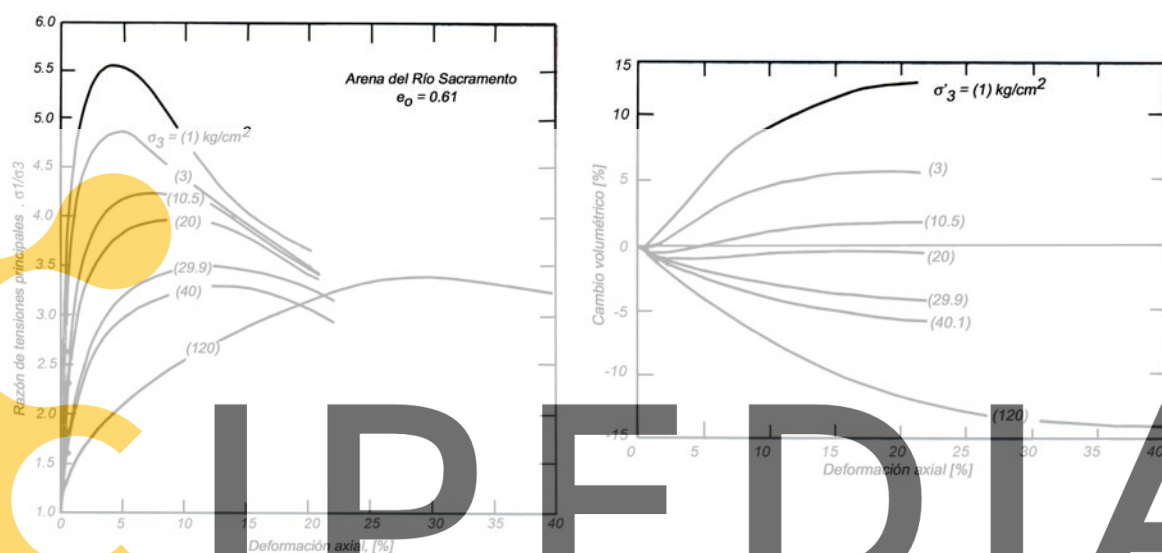 6.0
5.5
5.0
4.5
4.0
3.5
3.0
2.5
2.0
1.5
1.0
Razón de tensiones principales , σ1/σ3
Arena del Río Sacramento
e₀ = 0.61
σ₃ = (1) kg/cm²
(3)
(10.5)
(20)
(29.9)
(40)
(120)
0 5 10 15 20 25 30 35 40
Deformación axial, [%]
15
10
5
0
-5
-10
-15
Cambio volumétrico [%]
σ'₃ = (1) kg/cm²
(3)
(10.5)
(20)
(29.9)
(40.1)
(120)
0 5 10 15 20 25 30 35 40
Deformación axial [%]
CIPEDIA